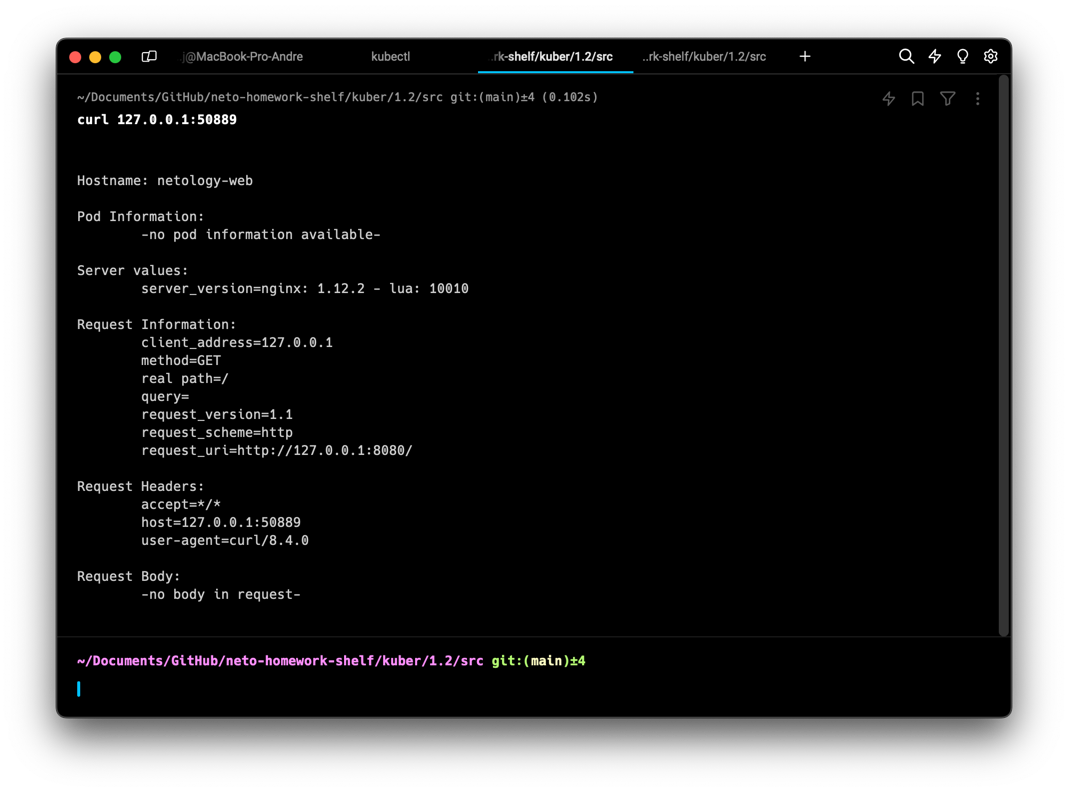 @MacBook-Pro-Andre
kubectl
.rk-shelf/kuber/1.2/src
..rk-shelf/kuber/1.2/src
~/Documents/GitHub/neto-homework-shelf/kuber/1.2/src git:(main)±4 (0.102s)
curl 127.0.0.1:50889
Hostname: netology-web
Pod Information:
-no pod information available-
Server values:
server_version=nginx: 1.12.2 - lua: 10010
Request Information:
client_address=127.0.0.1
method=GET
real path=/
query=
request_version=1.1
request_scheme=http
request_uri=http://127.0.0.1:8080/
Request Headers:
accept=*/*
host=127.0.0.1:50889
user-agent=curl/8.4.0
Request Body:
-no body in request-
~/Documents/GitHub/neto-homework-shelf/kuber/1.2/src git:(main)±4